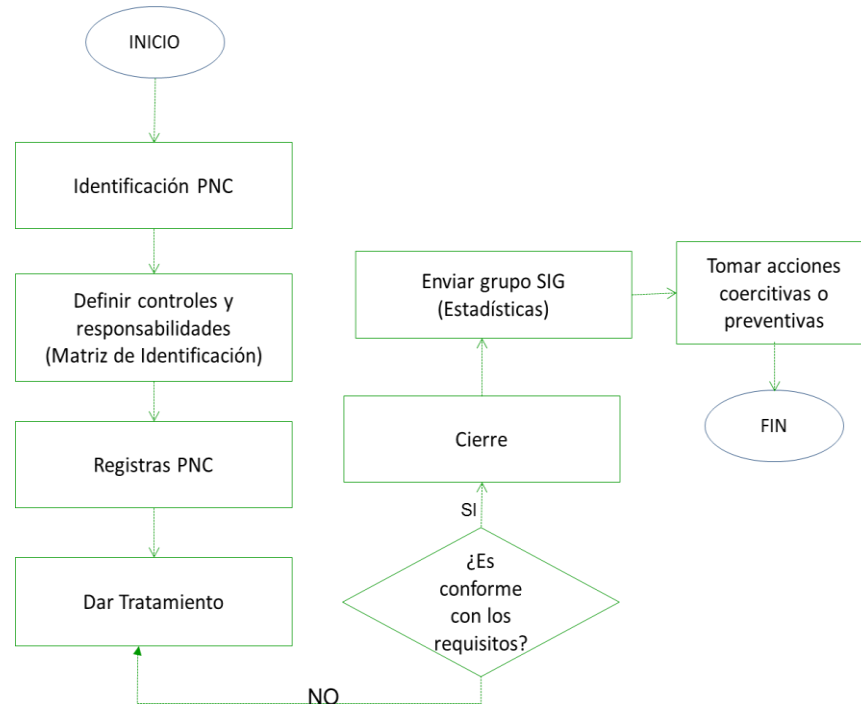 INICIO
Identificación PNC
Definir controles y
responsabilidades
(Matriz de Identificación)
Registras PNC
Dar Tratamiento
NO
¿Es
conforme
con los
requisitos?
SI
Cierre
Enviar grupo SIG
(Estadísticas)
Tomar acciones
coercitivas o
preventivas
FIN